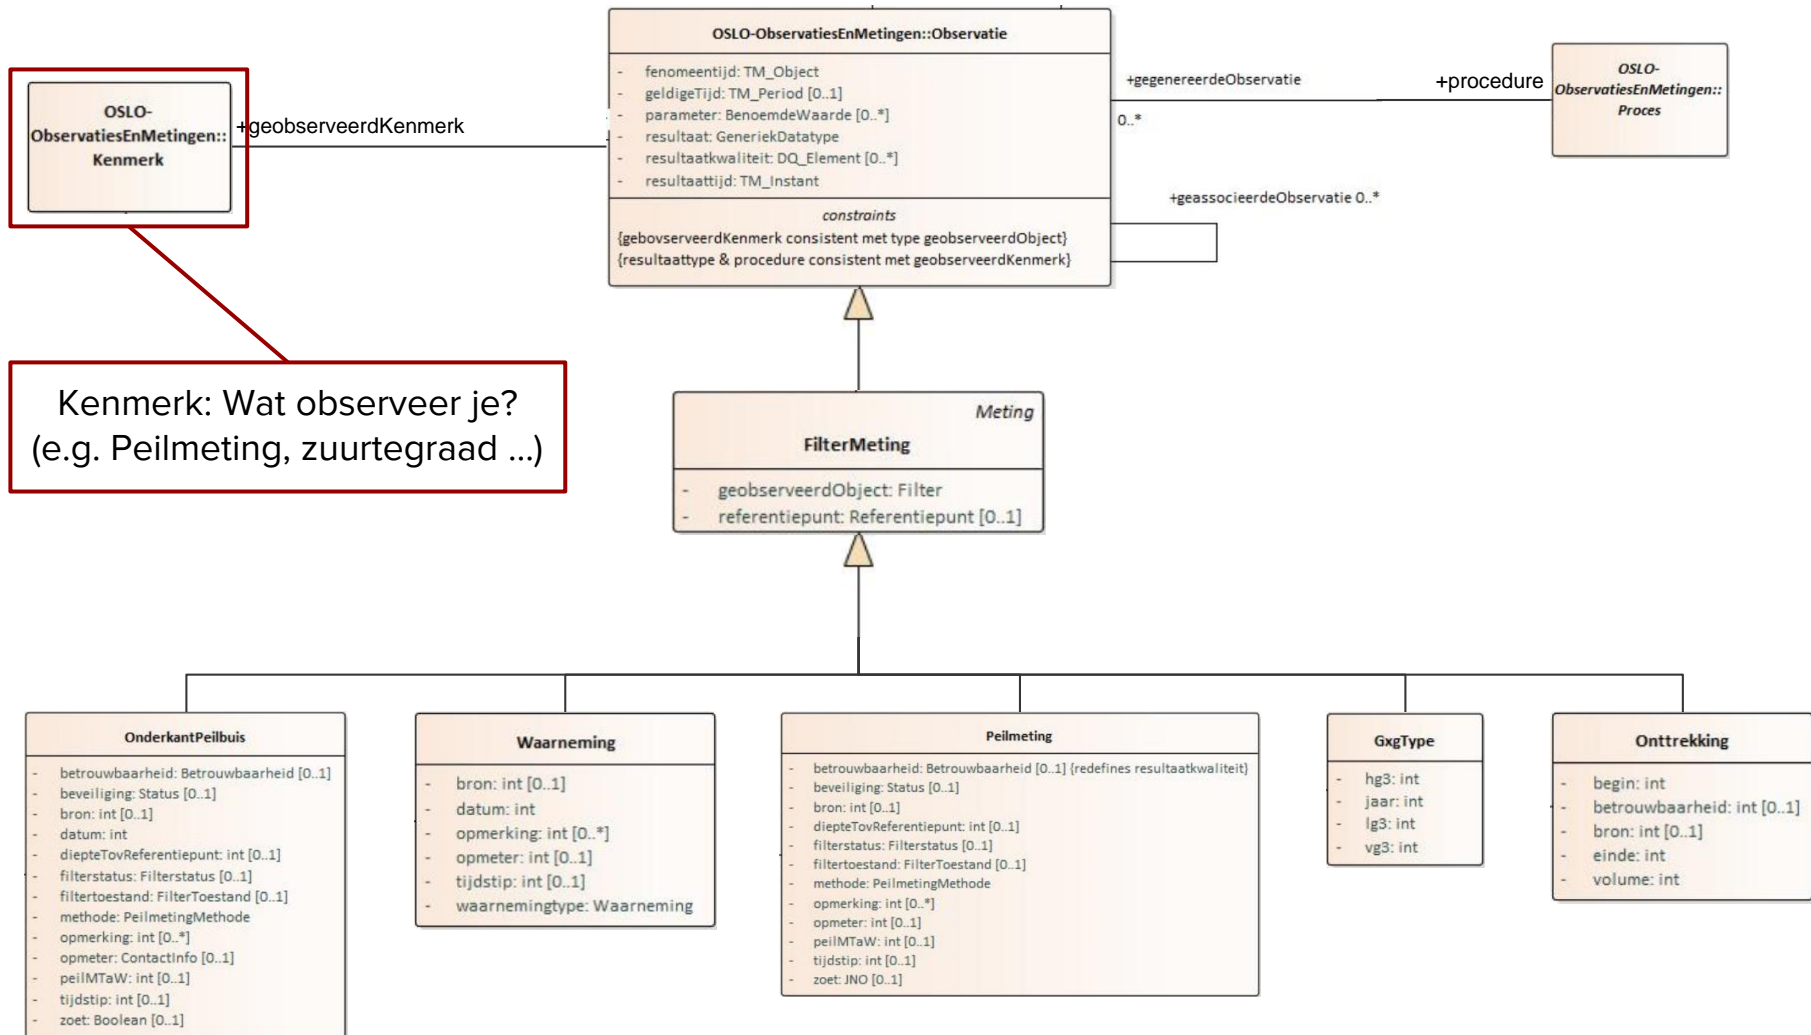 OSLO-ObservatiesEnMetingen::Observatie
- fenomeentijd: TM_Object
- geldigeTijd: TM_Period [0..1]
- parameter: BenoemdeWaarde [0..*]
- resultaat: GeneriekDatatype
- resultaatkwaliteit: DQ_Element [0..*]
- resultaattijd: TM_Instant
constraints
{gebovserveerdKenmerk consistent met type geobserveerdObject}
{resultaattype & procedure consistent met geobserveerdKenmerk}
OSLO-
ObservatiesEnMetingen::
Kenmerk
+geobserveerdKenmerk
+gegenereerdeObservatie
0..*
+procedure
OSLO-
ObservatiesEnMetingen::
Proces
+geassocieerdeObservatie 0..*
Kenmerk: Wat observeer je?
(e.g. Peilmeting, zuurtegraad ...)
Meting
FilterMeting
- geobserveerdObject: Filter
- referentiepunt: Referentiepunt [0..1]
OnderkantPeilbuis
- betrouwbaarheid: Betrouwbaarheid [0..1]
- beveiliging: Status [0..1]
- bron: int [0..1]
- datum: int
- diepteTovReferentiepunt: int [0..1]
- filterstatus: Filterstatus [0..1]
- filtertoestand: FilterToestand [0..1]
- methode: PeilmetingMethode
- opmerking: int [0..*]
- opmeter: ContactInfo [0..1]
- peilMTaW: int [0..1]
- tijdstip: int [0..1]
- zoet: Boolean [0..1]
Waarneming
- bron: int [0..1]
- datum: int
- opmerking: int [0..*]
- opmeter: int [0..1]
- tijdstip: int [0..1]
- waarnemingtype: Waarneming
Peilmeting
- betrouwbaarheid: Betrouwbaarheid [0..1] {redefines resultaatkwaliteit}
- beveiliging: Status [0..1]
- bron: int [0..1]
- diepteTovReferentiepunt: int [0..1]
- filterstatus: Filterstatus [0..1]
- filtertoestand: FilterToestand [0..1]
- methode: PeilmetingMethode
- opmerking: int [0..*]
- opmeter: int [0..1]
- peilMTaW: int [0..1]
- tijdstip: int [0..1]
- zoet: JNO [0..1]
GxgType
- hg3: int
- jaar: int
- lg3: int
- vg3: int
Onttrekking
- begin: int
- betrouwbaarheid: int [0..1]
- bron: int [0..1]
- einde: int
- volume: int